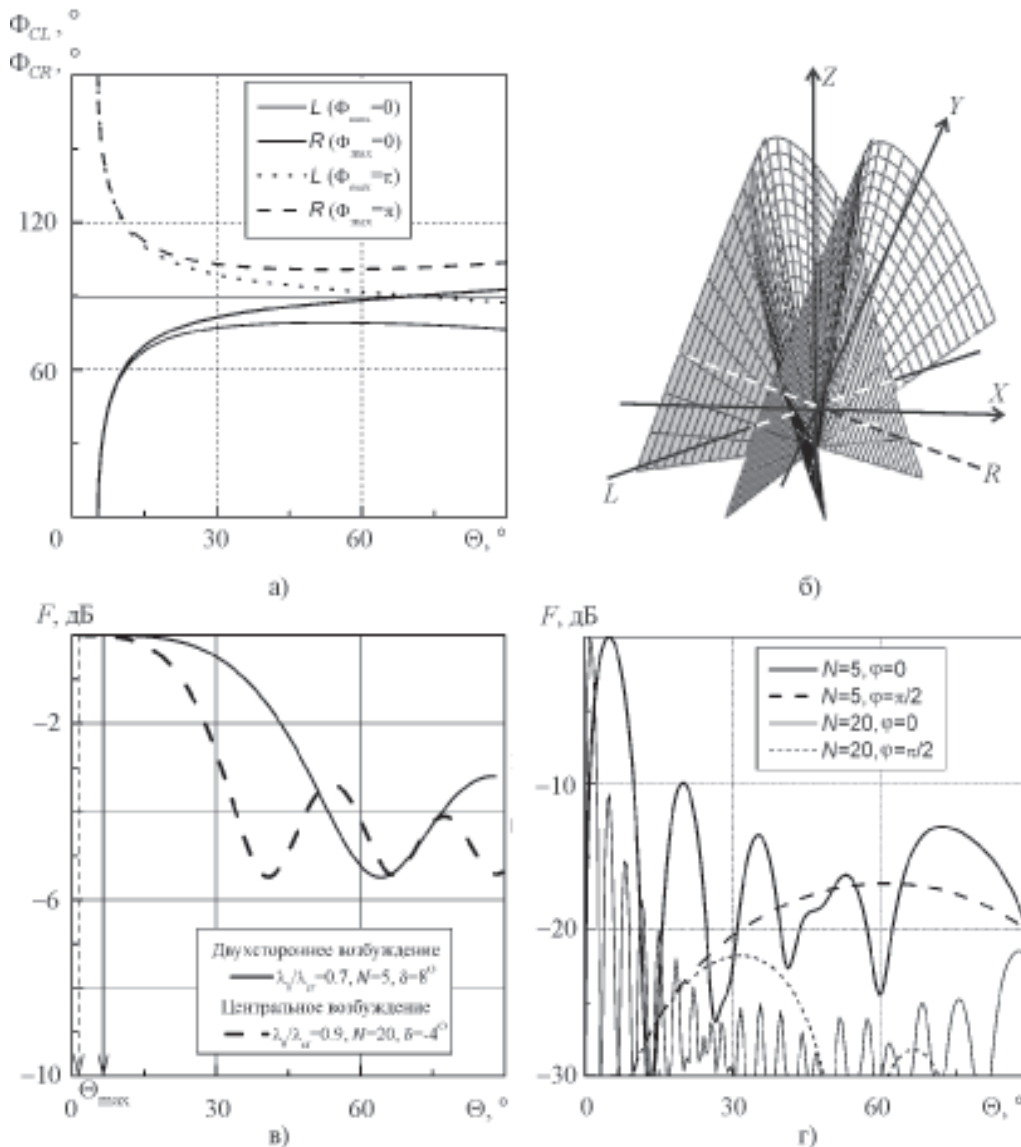 Φ_CL, °
Φ_CR, °
L (Φ_max=0)
R (Φ_max=0)
L (Φ_max=π)
R (Φ_max=π)
120
60
0 30 60 Θ, °
а)
Z
Y
X
L
R
б)
F, дБ
−2
−6
−10
Двухстороннее возбуждение
λ_0/λ_cr=0.7, N=5, δ=8°
Центральное возбуждение
λ_0/λ_cr=0.9, N=20, δ=-4°
0 Θ_max 30 60 Θ, °
в)
F, дБ
N=5, φ=0
N=5, φ=π/2
N=20, φ=0
N=20, φ=π/2
−10
−20
−30
0 30 60 Θ, °
г)